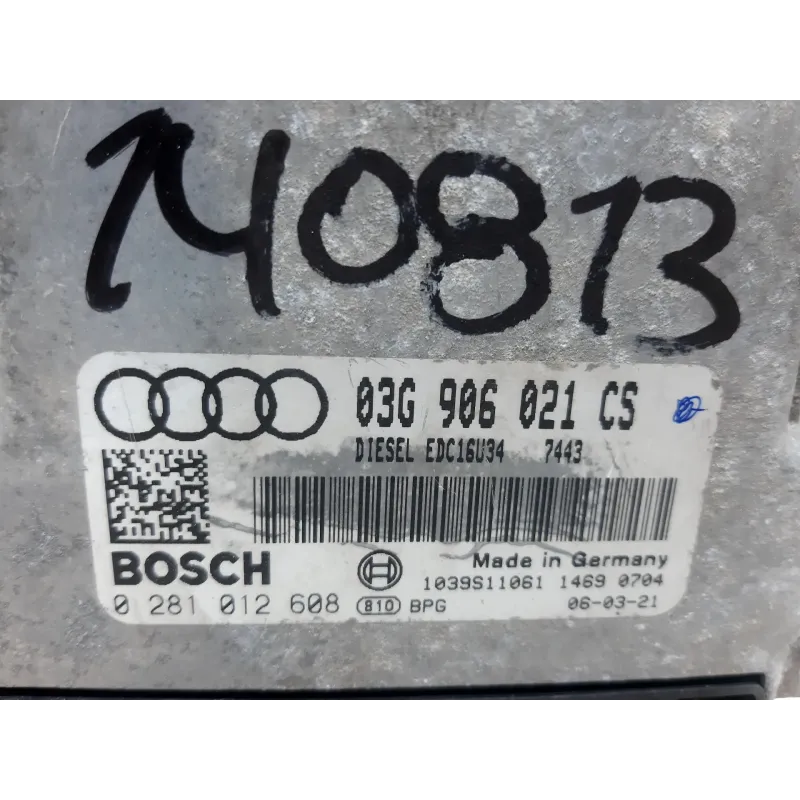 140813
03G 906 021 CS
DIESEL EDC16U34 7443
BOSCH
Made in Germany
1039S11061 1469 0704
0 281 012 608 810 BPG 06-03-21